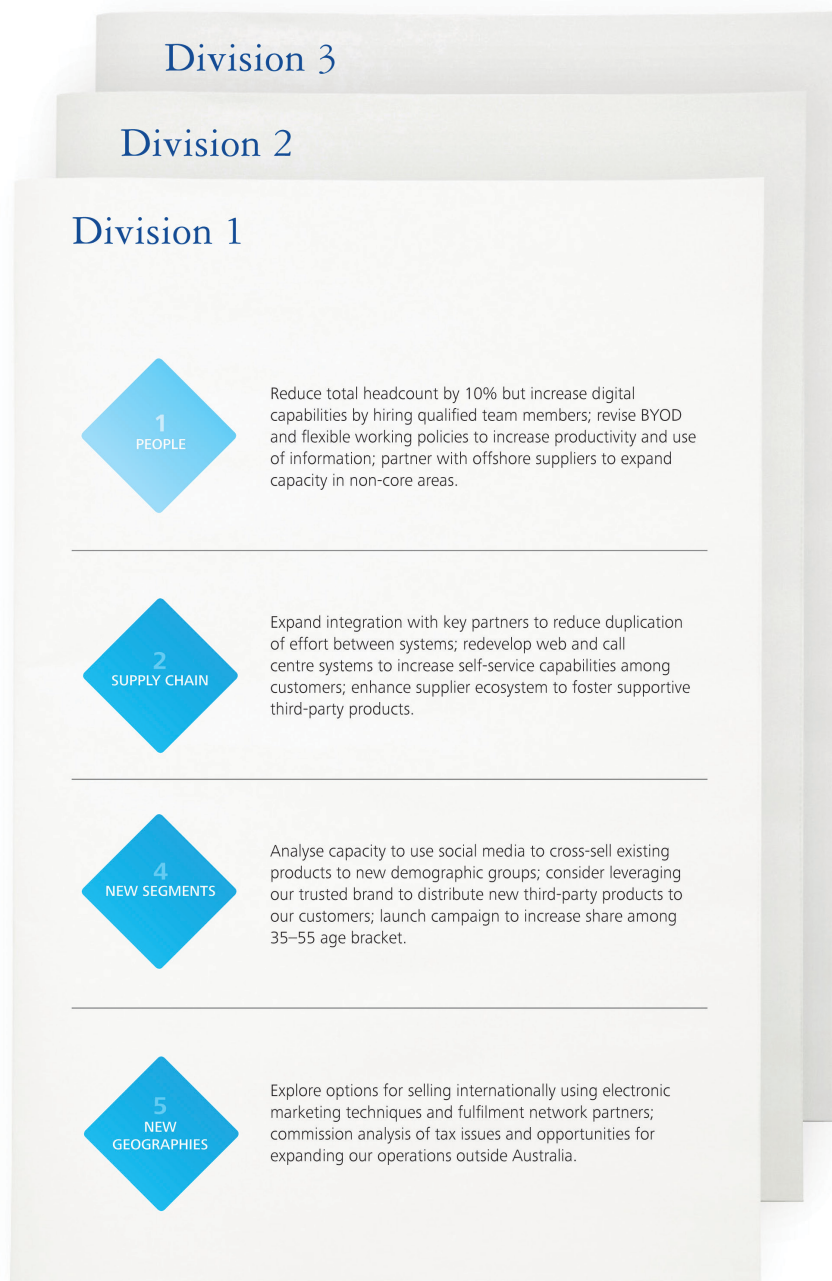 Division 3
Division 2
Division 1
1
PEOPLE
Reduce total headcount by 10% but increase digital
capabilities by hiring qualified team members; revise BYOD
and flexible working policies to increase productivity and use
of information; partner with offshore suppliers to expand
capacity in non-core areas.
2
SUPPLY CHAIN
Expand integration with key partners to reduce duplication
of effort between systems; redevelop web and call
centre systems to increase self-service capabilities among
customers; enhance supplier ecosystem to foster supportive
third-party products.
4
NEW SEGMENTS
Analyse capacity to use social media to cross-sell existing
products to new demographic groups; consider leveraging
our trusted brand to distribute new third-party products to
our customers; launch campaign to increase share among
35–55 age bracket.
5
NEW
GEOGRAPHIES
Explore options for selling internationally using electronic
marketing techniques and fulfilment network partners;
commission analysis of tax issues and opportunities for
expanding our operations outside Australia.